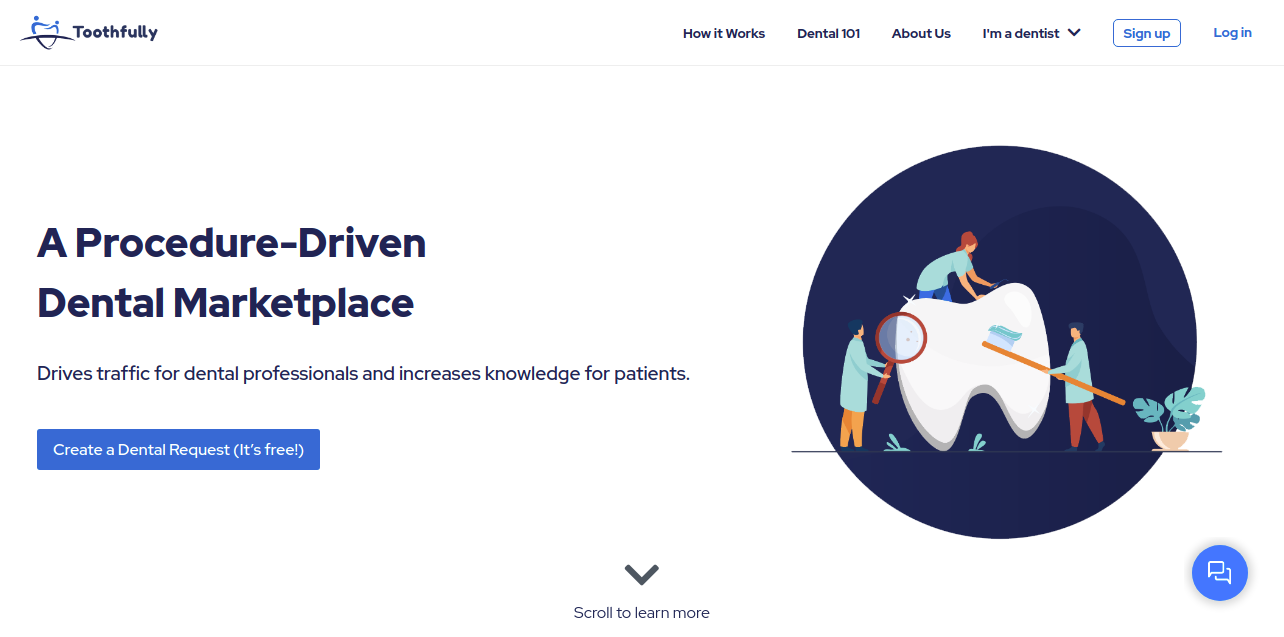 Toothfully
How it Works
Dental 101
About Us
I'm a dentist
Sign up
Log in
A Procedure-Driven
Dental Marketplace
Drives traffic for dental professionals and increases knowledge for patients.
Create a Dental Request (It’s free!)
Scroll to learn more